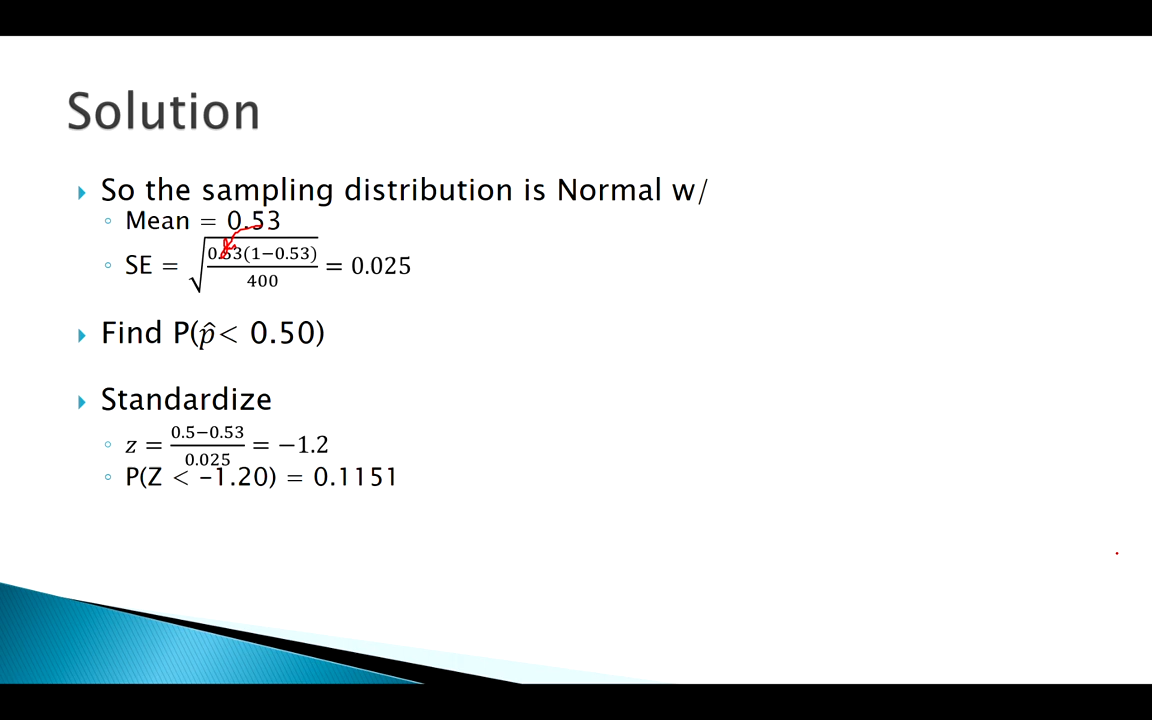 Solution
So the sampling distribution is Normal w/
Mean = 0.53
SE = √(0.53(1−0.53)/400) = 0.025
Find P(p̂< 0.50)
Standardize
z = (0.5−0.53)/0.025 = −1.2
P(Z < -1.20) = 0.1151